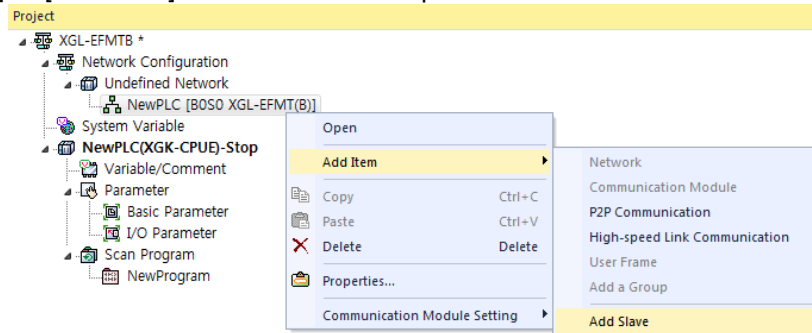 Project
XGL-EFMTB *
Network Configuration
Undefined Network
NewPLC [B0S0 XGL-EFMT(B)]
System Variable
NewPLC(XGK-CPUE)-Stop
Variable/Comment
Parameter
Basic Parameter
I/O Parameter
Scan Program
NewProgram
Open
Add Item
Copy Ctrl+C
Paste Ctrl+V
Delete Delete
Properties...
Communication Module Setting
Network
Communication Module
P2P Communication
High-speed Link Communication
User Frame
Add a Group
Add Slave